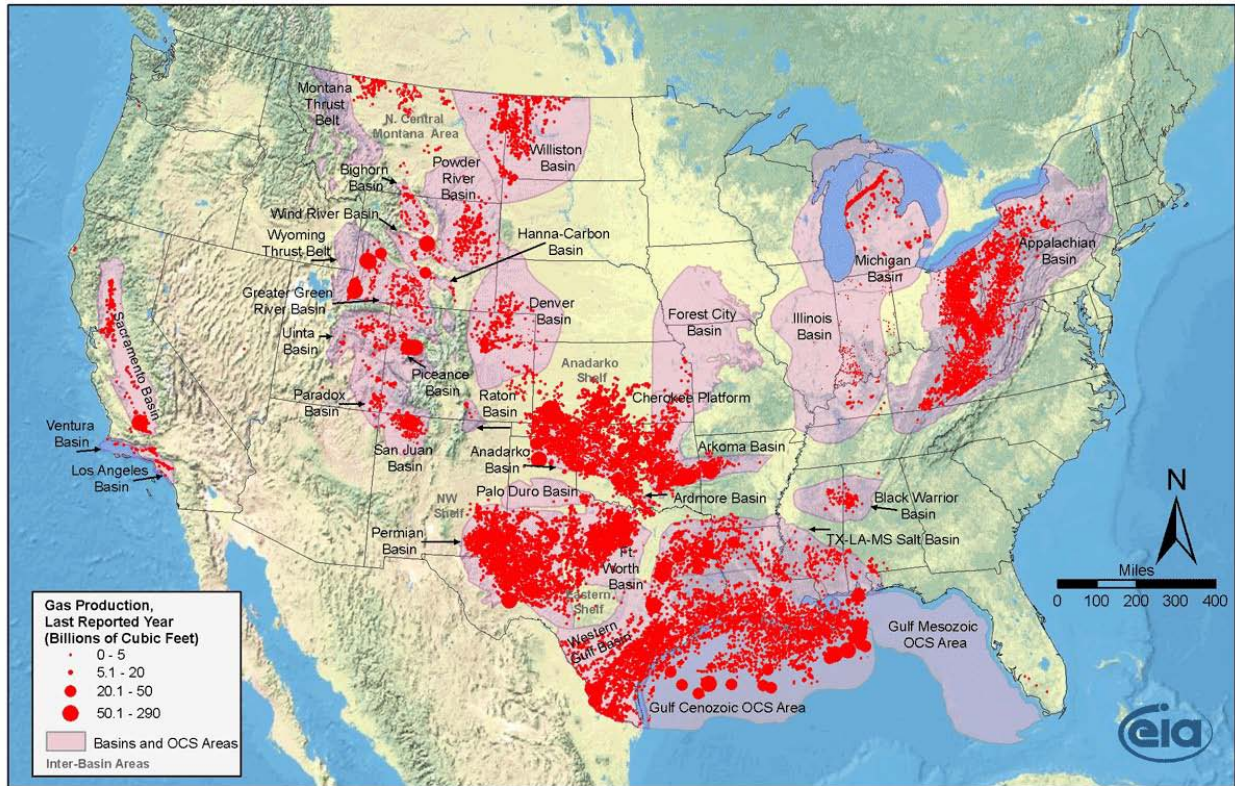 Montana
Thrust
Belt
N. Central
Montana Area
Williston
Basin
Bighorn
Basin
Powder
River
Basin
Wind River Basin
Wyoming
Thrust Belt
Hanna-Carbon
Basin
Greater Green
River Basin
Denver
Basin
Uinta
Basin
Piceance
Basin
Paradox
Basin
San Juan
Basin
Raton
Basin
Sacramento Basin
Ventura
Basin
Los Angeles
Basin
Forest City
Basin
Illinois
Basin
Michigan
Basin
Appalachian
Basin
Anadarko
Shelf
Cherokee Platform
Anadarko
Basin
Arkoma Basin
Palo Duro Basin
Ardmore Basin
NW
Shelf
Permian
Basin
Ft.
Worth
Basin
Eastern
Shelf
Black Warrior
Basin
TX-LA-MS Salt Basin
Western
Gulf Basin
Gulf Cenozoic OCS Area
Gulf Mesozoic
OCS Area
N
Miles
0 100 200 300 400
Gas Production,
Last Reported Year
(Billions of Cubic Feet)
0 - 5
5.1 - 20
20.1 - 50
50.1 - 290
Basins and OCS Areas
Inter-Basin Areas
eia